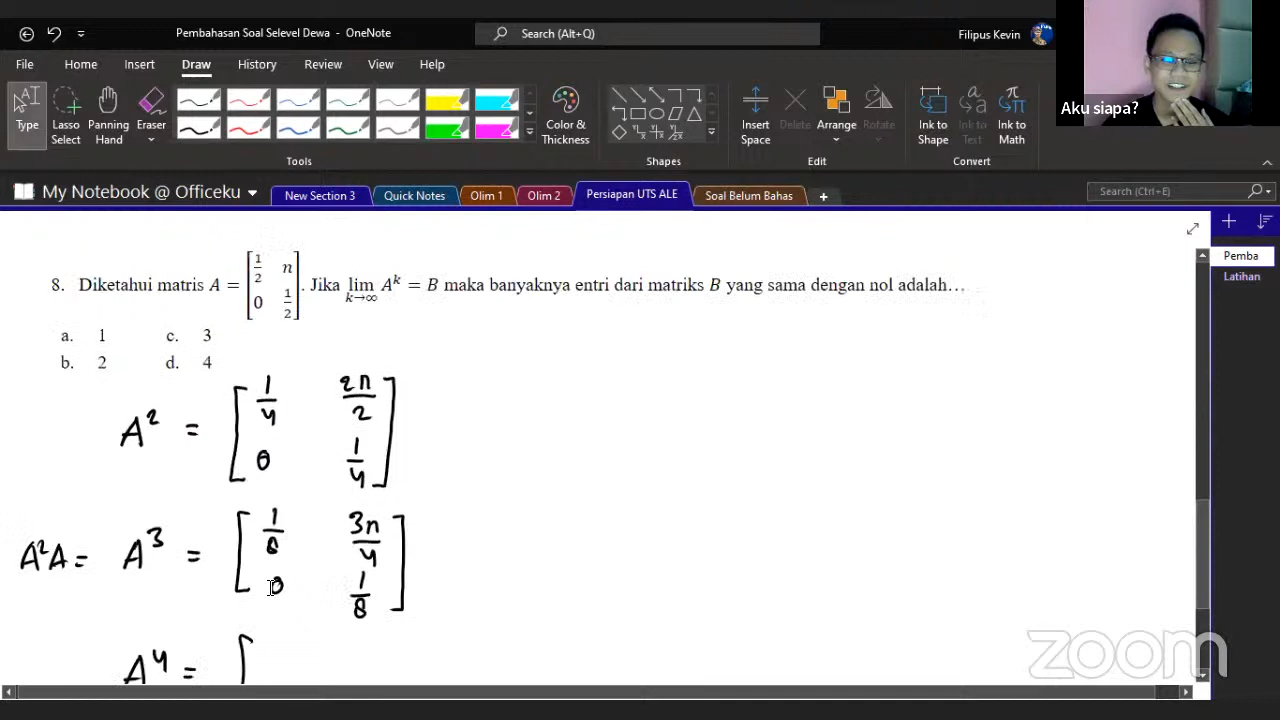 Pembahasan Soal Selevel Dewa - OneNote
Search (Alt+Q)
Filipus Kevin
File Home Insert Draw History Review View Help
Aku siapa?
Type
Lasso Select
Panning Hand
Eraser
Color & Thickness
Insert Space
Delete
Arrange
Rotate
Ink to Shape
Ink to Text
Ink to Math
Tools Shapes Edit Convert
My Notebook @ Officeku New Section 3 Quick Notes Olim 1 Olim 2 Persiapan UTS ALE Soal Belum Bahas + Search (Ctrl+E)
Pemba
Latihan
8. Diketahui matris A = [1/2 n; 0 1/2]. Jika lim k→∞ A^k = B maka banyaknya entri dari matriks B yang sama dengan nol adalah…
a. 1 c. 3
b. 2 d. 4
A² = [1/4 2n/2; 0 1/4]
A²A = A³ = [1/8 3n/4; 0 1/8]
A⁴ = [
zoom